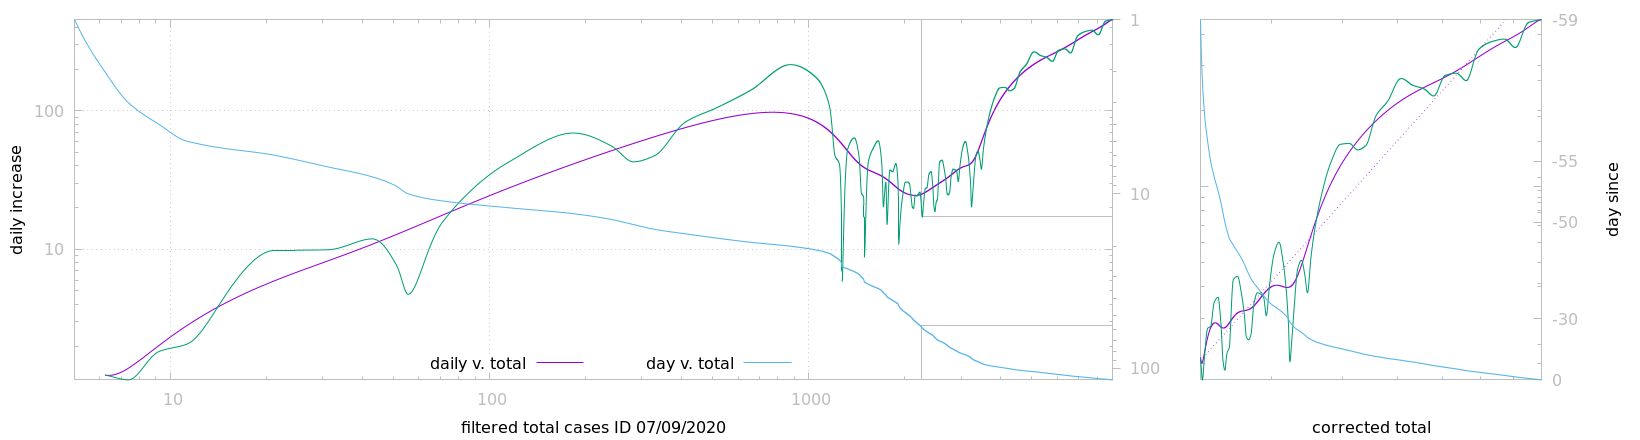 daily increase
100
10
10
100
1000
1
10
100
daily v. total
day v. total
filtered total cases ID 07/09/2020
-59
-55
-50
-30
0
day since
corrected total